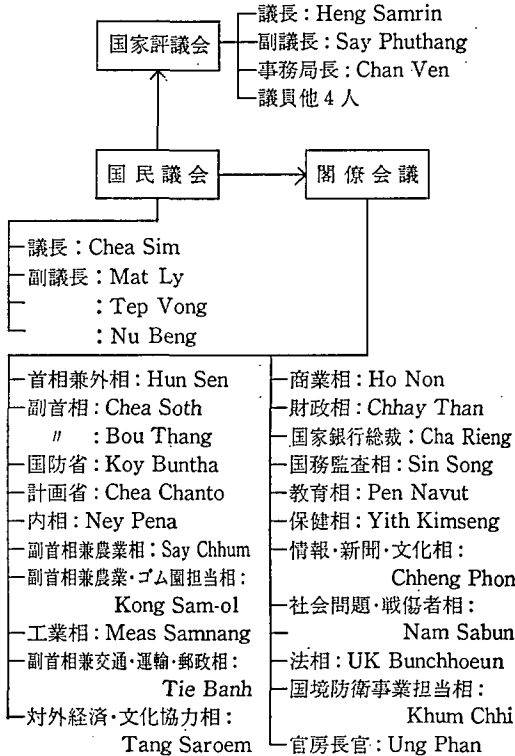 国家評議会
議長：Heng Samrin
副議長：Say Phuthang
事務局長：Chan Ven
議員他4人
国民議会
閣僚会議
議長：Chea Sim
副議長：Mat Ly
：Tep Vong
：Nu Beng
首相兼外相：Hun Sen
副首相：Chea Soth
〃：Bou Thang
国防省：Koy Buntha
計画省：Chea Chanto
内相：Ney Pena
副首相兼農業相：Say Chhum
副首相兼農業・ゴム園担当相：
Kong Sam-ol
工業相：Meas Samnang
副首相兼交通・運輸・郵政相：
Tie Banh
対外経済・文化協力相：
Tang Saroem
商業相：Ho Non
財政相：Chhay Than
国家銀行総裁：Cha Rieng
国務監査相：Sin Song
教育相：Pen Navut
保健相：Yith Kimseng
情報・新聞・文化相：
Chheng Phon
社会問題・戦傷者相：
Nam Sabun
法相：UK Bunchhoeun
国境防衛事業担当相：
Khum Chhi
官房長官：Ung Phan